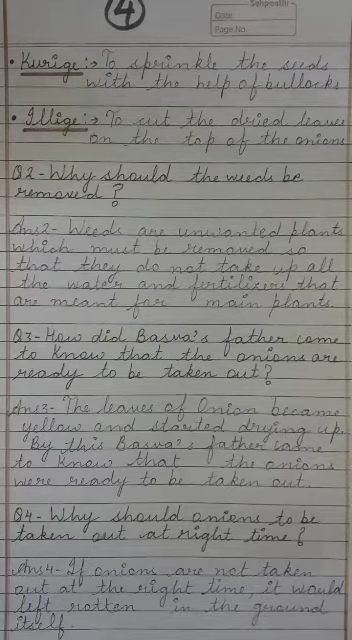 4
Sehpaathi
Date
Page No.
• Kurige :→ To sprinkle the seeds
with the help of bullocks
• Illige :→ To cut the dried leaves
on the top of the onions
Q2 - Why should the weeds be
removed ?
Ans2 - Weeds are unwanted plants
which must be removed so
that they do not take up all
the water and fertilizers that
are meant for main plants.
Q3 - How did Basva's father come
to know that the onions are
ready to be taken out ?
Ans3 - The leaves of Onion became
yellow and started drying up.
By this Basva's father came
to know that the onions
were ready to be taken out.
Q4 - Why should onions to be
taken out at right time ?
Ans4 - If onions are not taken
out at the right time, it would
left rotten in the ground
itself.